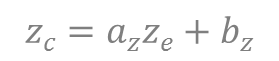 z_c = a_z z_e + b_z